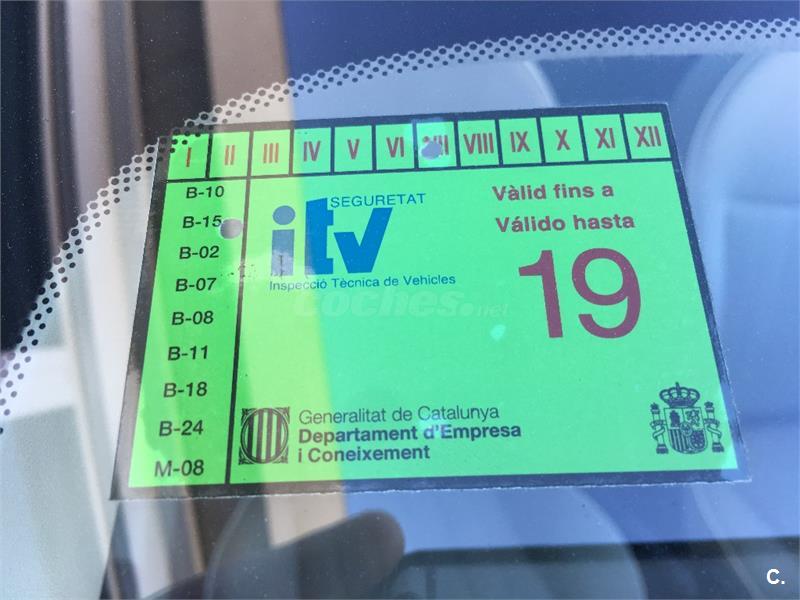 I II III IV V VI VII VIII IX X XI XII
B-10
B-15
B-02
B-07
B-08
B-11
B-18
B-24
M-08
SEGURETAT
itv
Inspecció Tècnica de Vehicles
Vàlid fins a
Válido hasta
19
coches.net
Generalitat de Catalunya
Departament d'Empresa
i Coneixement
C.